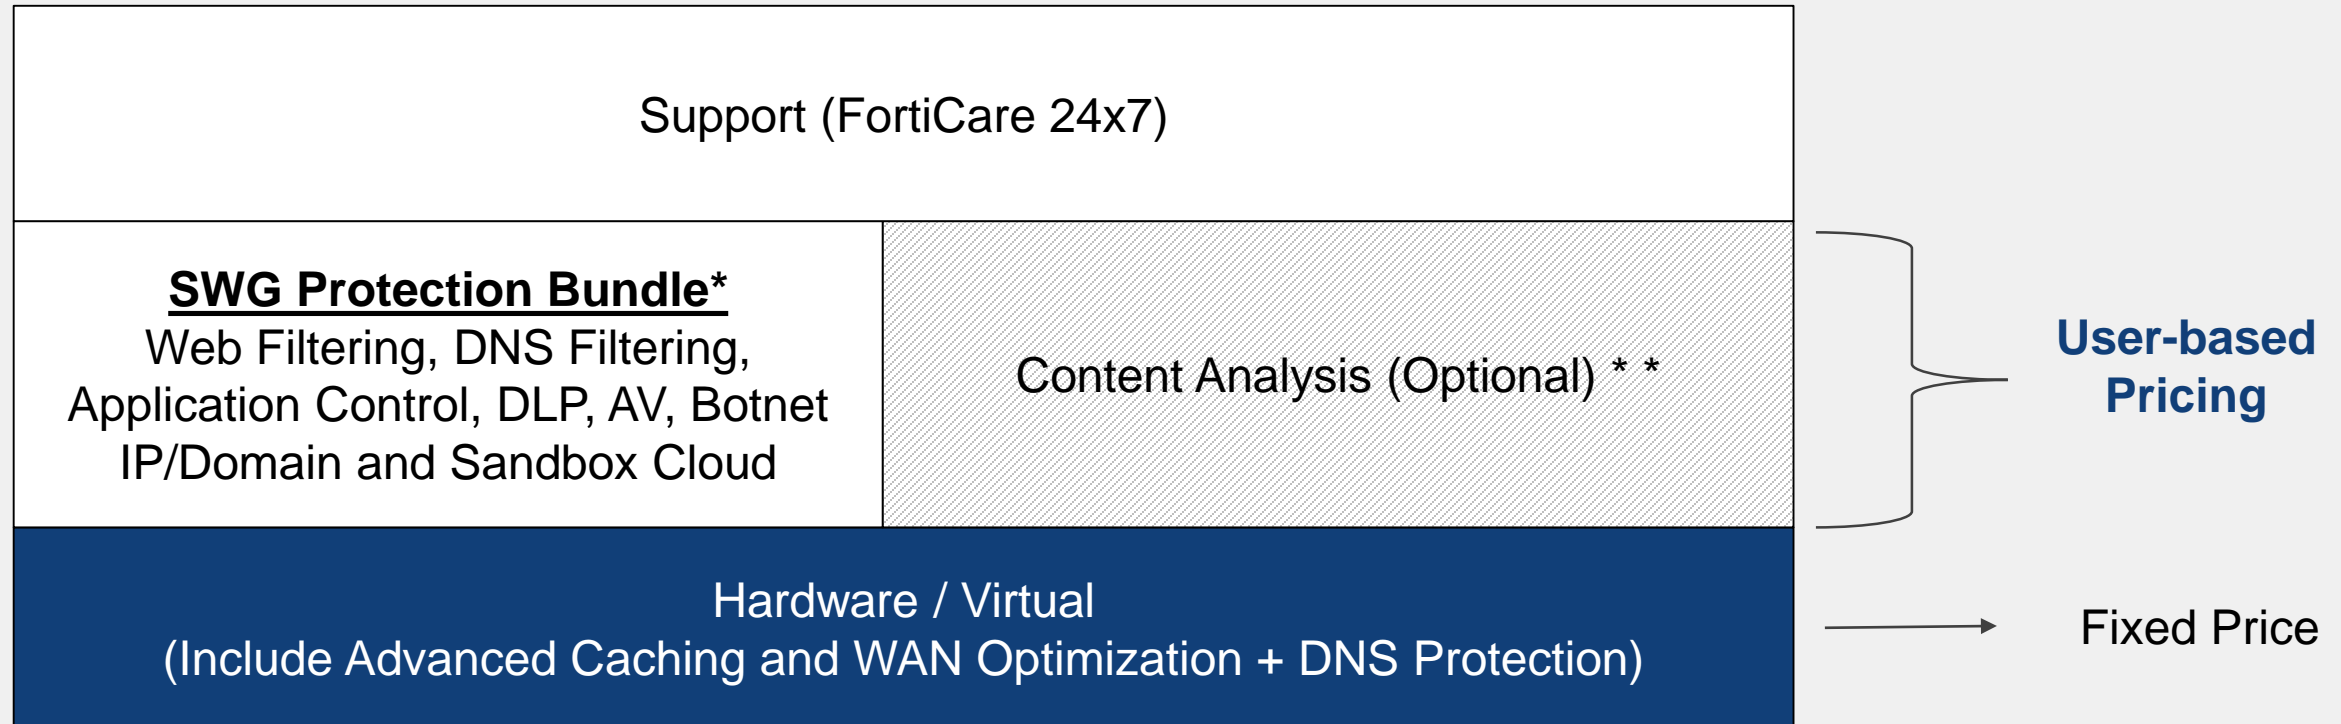 Support (FortiCare 24x7)
SWG Protection Bundle*
Web Filtering, DNS Filtering,
Application Control, DLP, AV, Botnet
IP/Domain and Sandbox Cloud
Content Analysis (Optional) * *
User-based
Pricing
Hardware / Virtual
(Include Advanced Caching and WAN Optimization + DNS Protection)
Fixed Price